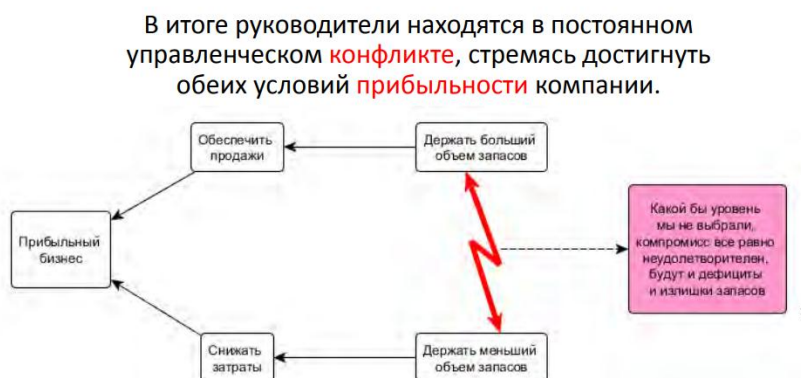 В итоге руководители находятся в постоянном
управленческом конфликте, стремясь достигнуть
обеих условий прибыльности компании.
Обеспечить
продажи
Держать больший
объем запасов
Прибыльный
бизнес
Какой бы уровень
мы не выбрали,
компромисс все равно
неудолетворителен,
будут и дефициты
и излишки запасов
Снижать
затраты
Держать меньший
объем запасов